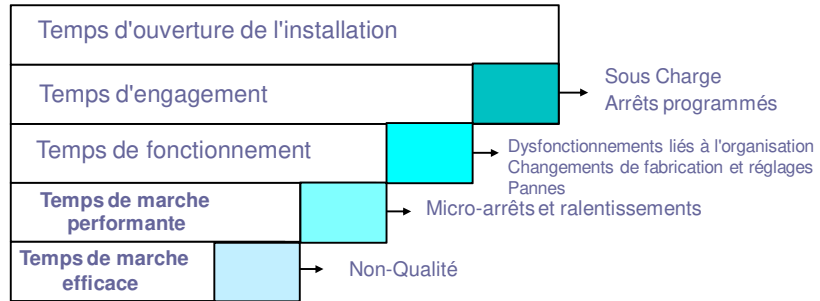 Temps d'ouverture de l'installation
Temps d'engagement
Sous Charge
Arrêts programmés
Temps de fonctionnement
Dysfonctionnements liés à l'organisation
Changements de fabrication et réglages
Pannes
Temps de marche
performante
Micro-arrêts et ralentissements
Temps de marche
efficace
Non-Qualité